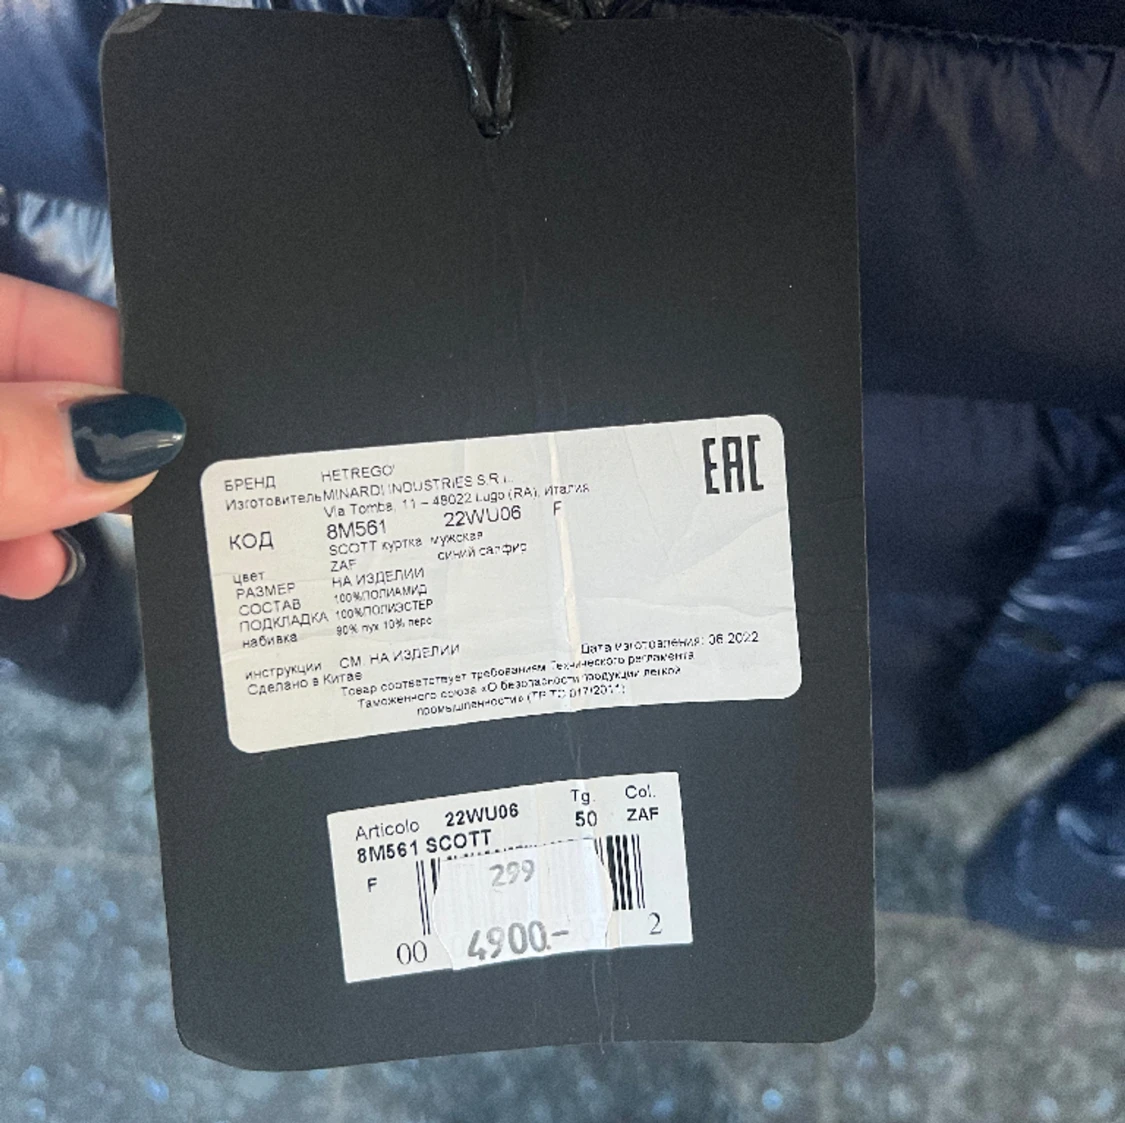 EAC
БРЕНД HETREGO'
Изготовитель MINARDI INDUSTRIES S.R.L.
Via Tomba, 11 – 48022 Lugo (RA), Италия
КОД 8M561 22WU06 F
SCOTT куртка мужская
цвет ZAF синий сапфир
РАЗМЕР НА ИЗДЕЛИИ
СОСТАВ 100%ПОЛИАМИД
ПОДКЛАДКА 100%ПОЛИЭСТЕР
набивка 90% пух 10% перо
инструкции СМ. НА ИЗДЕЛИИ Дата изготовления: 06.2022
Сделано в Китае
Товар соответствует требованиям Технического регламента
Таможенного союза «О безопасности продукции легкой
промышленности» (ТР ТС 017/2011)
Articolo 22WU06 Tg. Col.
8M561 SCOTT 50 ZAF
F
299
00 4900.- 2